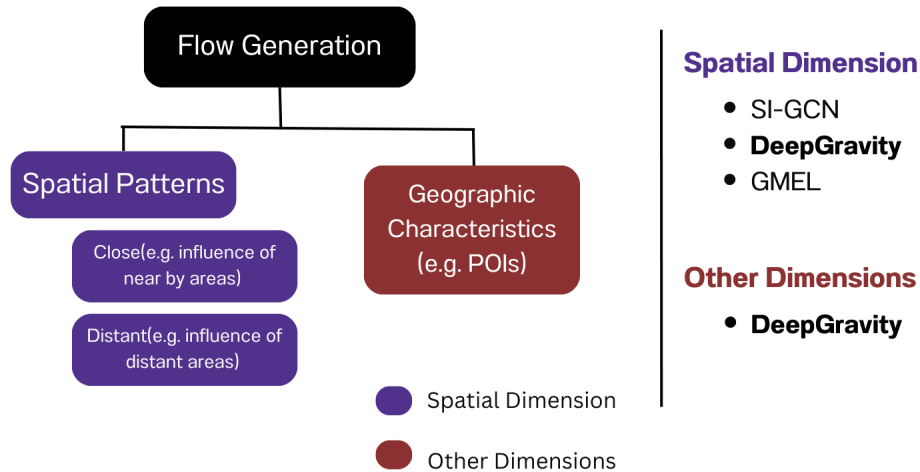 Flow Generation
Spatial Patterns
Close(e.g. influence of
near by areas)
Distant(e.g. influence of
distant areas)
Geographic
Characteristics
(e.g. POIs)
Spatial Dimension
Other Dimensions
Spatial Dimension
SI-GCN
DeepGravity
GMEL
Other Dimensions
DeepGravity